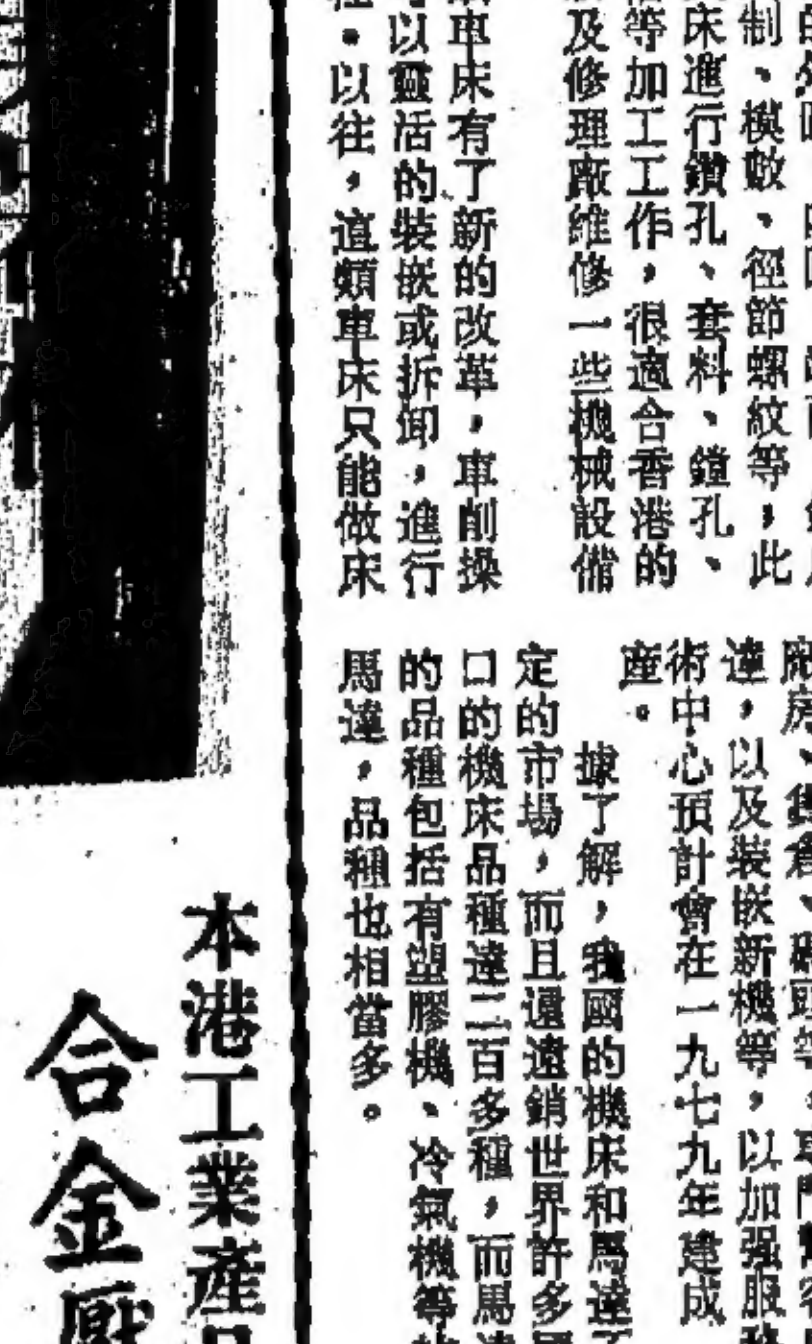 制、模數、徑節螺紋等，此
床進行鑽孔、套料、鏜孔、
等加工工作，很適合香港的
及修理廠維修一些機械設備
車床有了新的改革，車削操
以靈活的裝嵌或拆卸，進行
。以往，這類車床只能做床
達，以及裝嵌新機等，以加强服
術中心預計會在一九七九年建成
產。
據了解，我國的機床和馬達
定的市場，而且還遠銷世界許多
口的機床品種達二百多種，而馬
的品種包括有塑膠機、冷氣機等
馬達，品種也相當多。
本港工業產品
合金壓